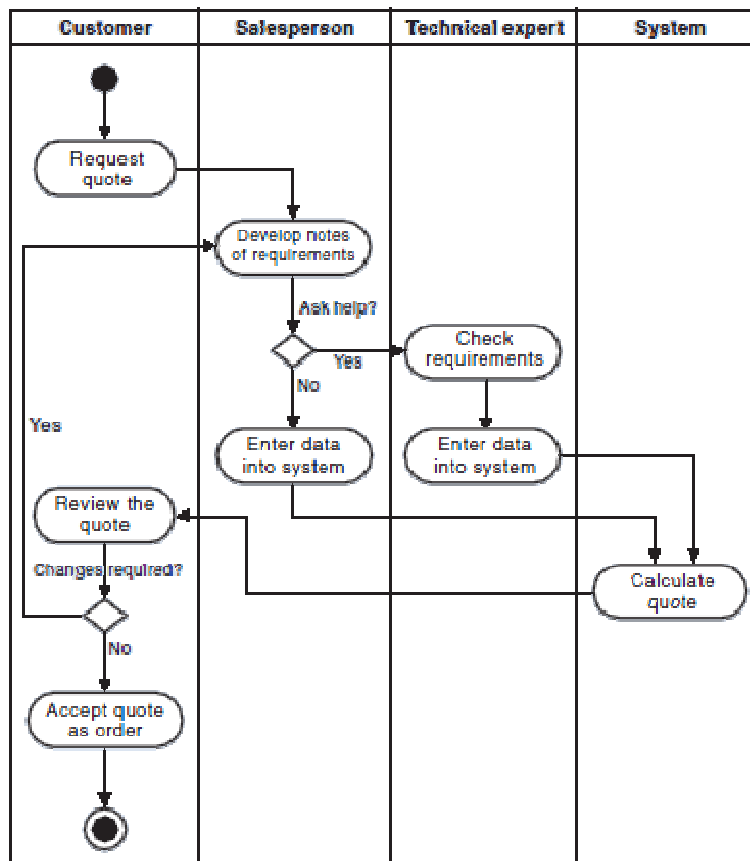 Customer
Salesperson
Technical expert
System
Request
quote
Develop notes
of requirements
Ask help?
Yes
No
Check
requirements
Enter data
into system
Enter data
into system
Yes
Review the
quote
Changes required?
Calculate
quote
No
Accept quote
as order